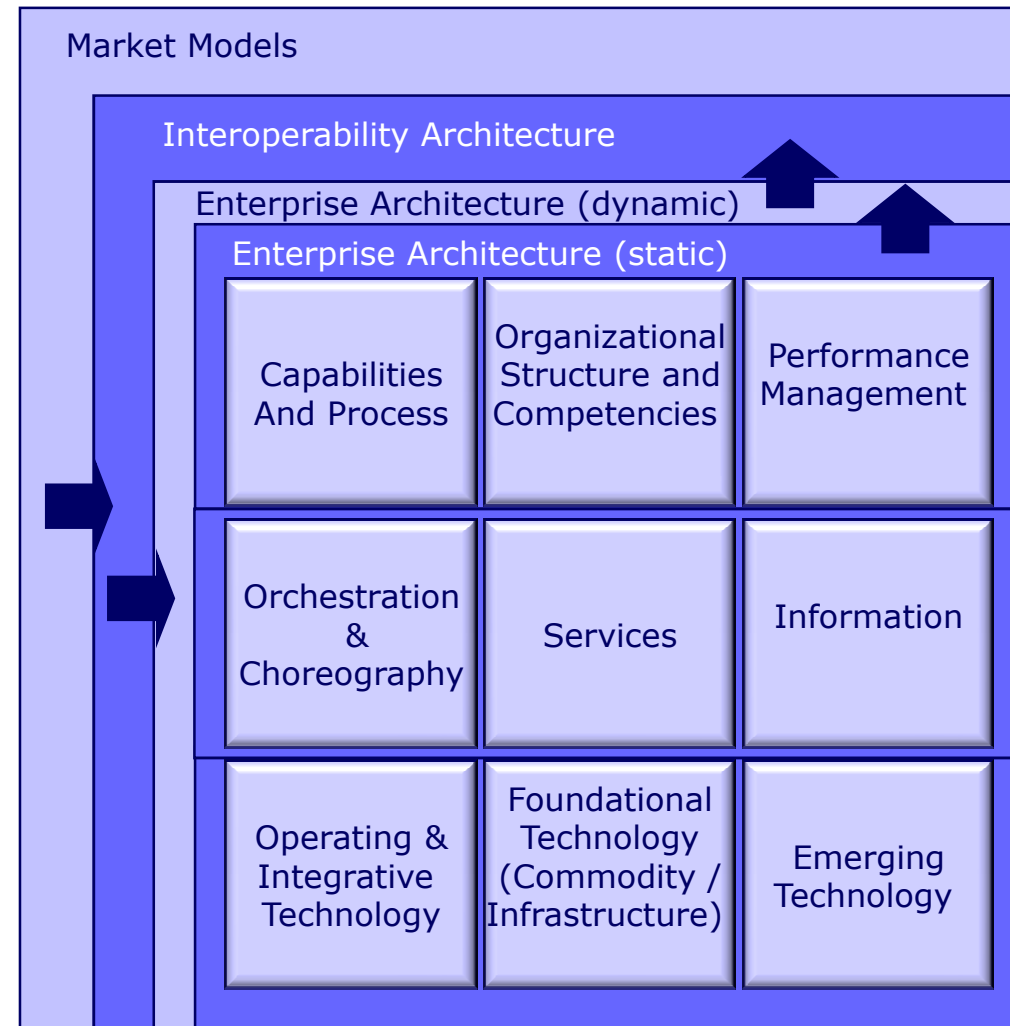 Market Models
Interoperability Architecture
Enterprise Architecture (dynamic)
Enterprise Architecture (static)
Capabilities
And Process
Organizational
Structure and
Competencies
Performance
Management
Orchestration
&
Choreography
Services
Information
Operating &
Integrative
Technology
Foundational
Technology
(Commodity /
Infrastructure)
Emerging
Technology